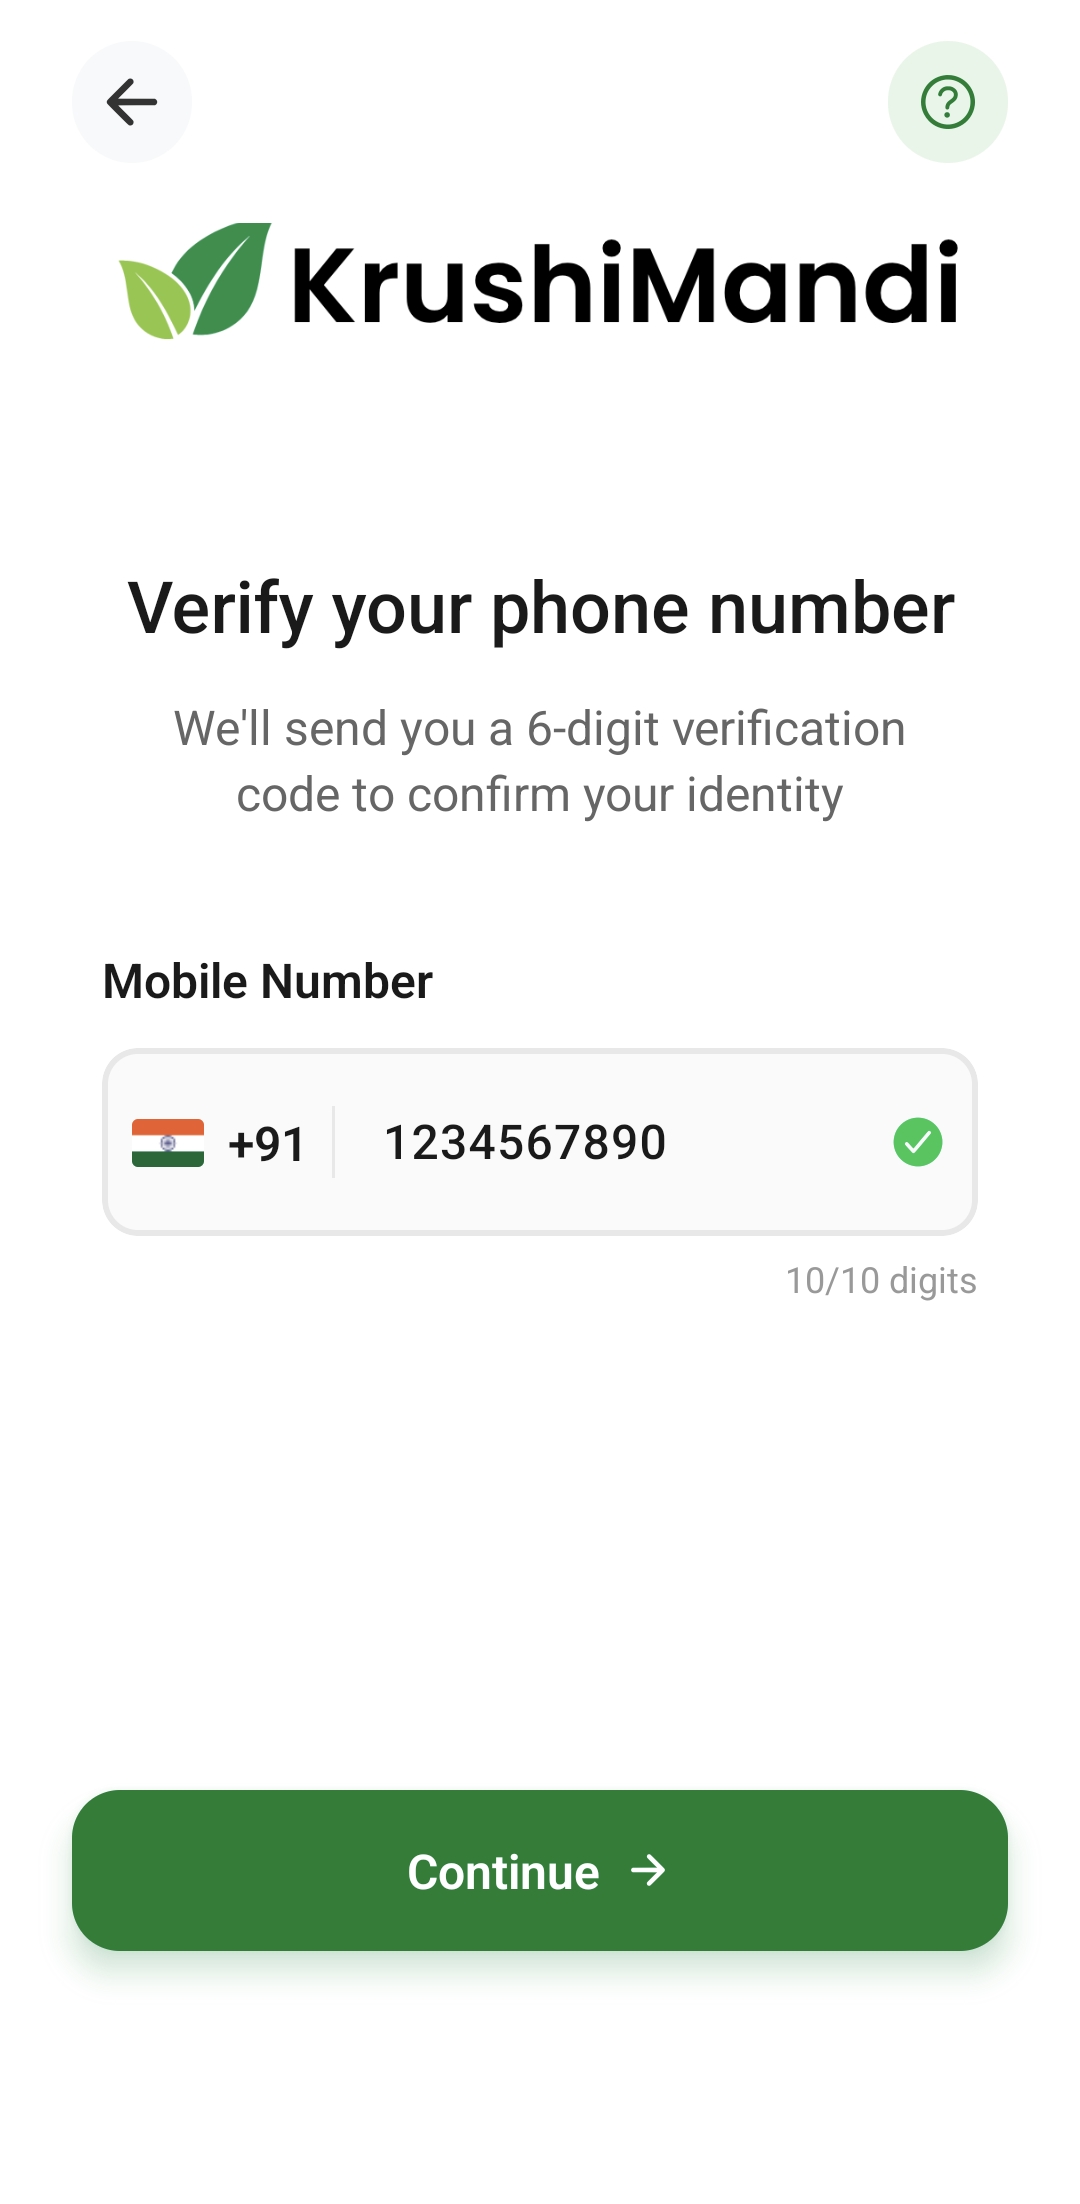 KrushiMandi
Verify your phone number
We'll send you a 6-digit verification
code to confirm your identity
Mobile Number
+91 1234567890
10/10 digits
Continue →